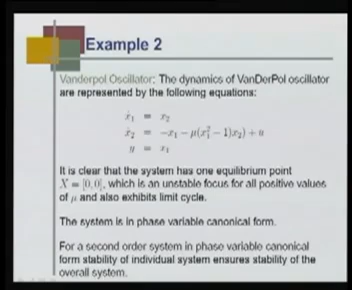 Example 2
Vanderpol Oscillator: The dynamics of VanDerPol oscillator
are represented by the following equations:
ẋ₁ = x₂
ẋ₂ = −x₁ − μ(x₁² − 1)x₂) + u
y = x₁
It is clear that the system has one equilibrium point
X = [0, 0], which is an unstable focus for all positive values
of μ and also exhibits limit cycle.
The system is in phase variable canonical form.
For a second order system in phase variable canonical
form stability of individual system ensures stability of the
overall system.